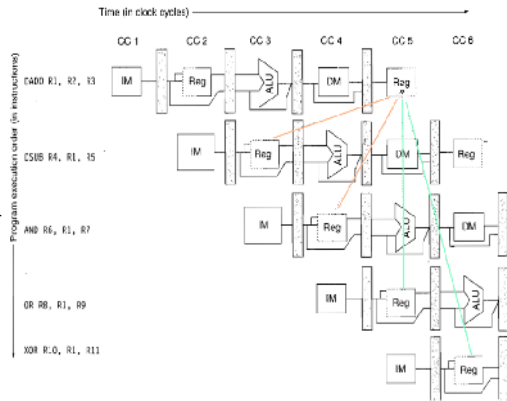 Time (in clock cycles)
CC 1 CC 2 CC 3 CC 4 CC 5 CC 6
Program execution order (in instructions)
DADD R1, R2, R3
IM Reg ALU DM Reg
DSUB R4, R1, R5
IM Reg ALU DM Reg
AND R6, R1, R7
IM Reg ALU DM
OR R8, R1, R9
IM Reg ALU
XOR R10, R1, R11
IM Reg